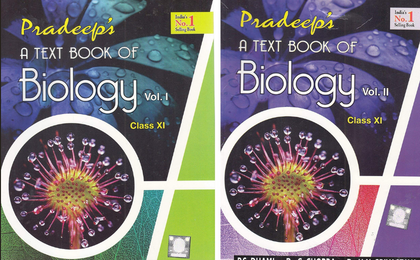 Pradeep's
India's
No.1
Selling Book
A TEXT BOOK OF
Biology Vol. I
Class XI
Pradeep's
India's
No.1
Selling Book
A TEXT BOOK OF
Biology Vol. II
Class XI